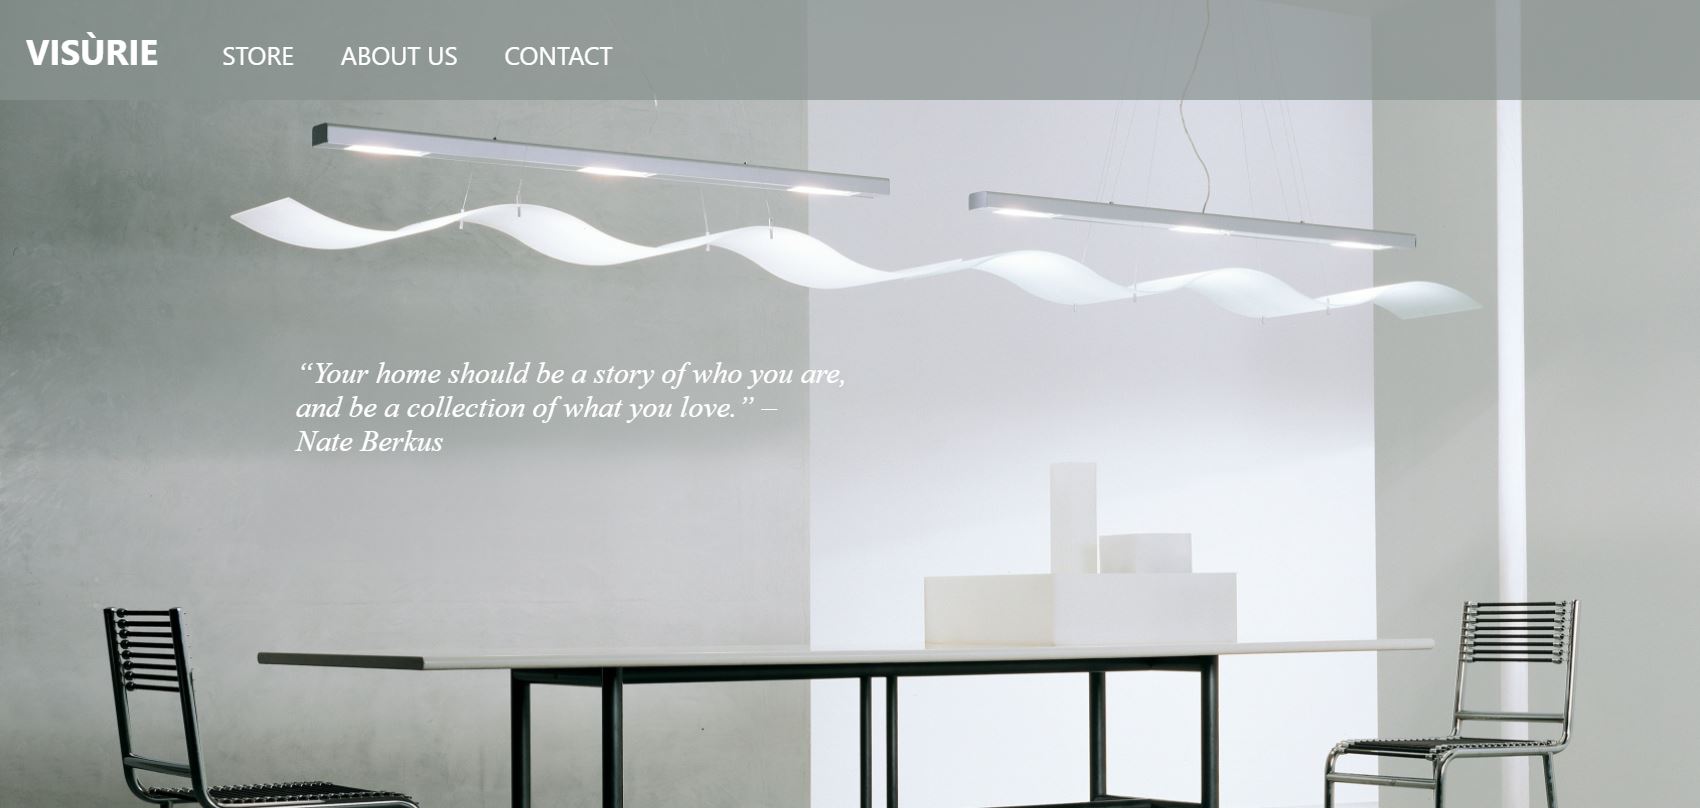 VISÙRIE STORE ABOUT US CONTACT
“Your home should be a story of who you are,
and be a collection of what you love.” –
Nate Berkus